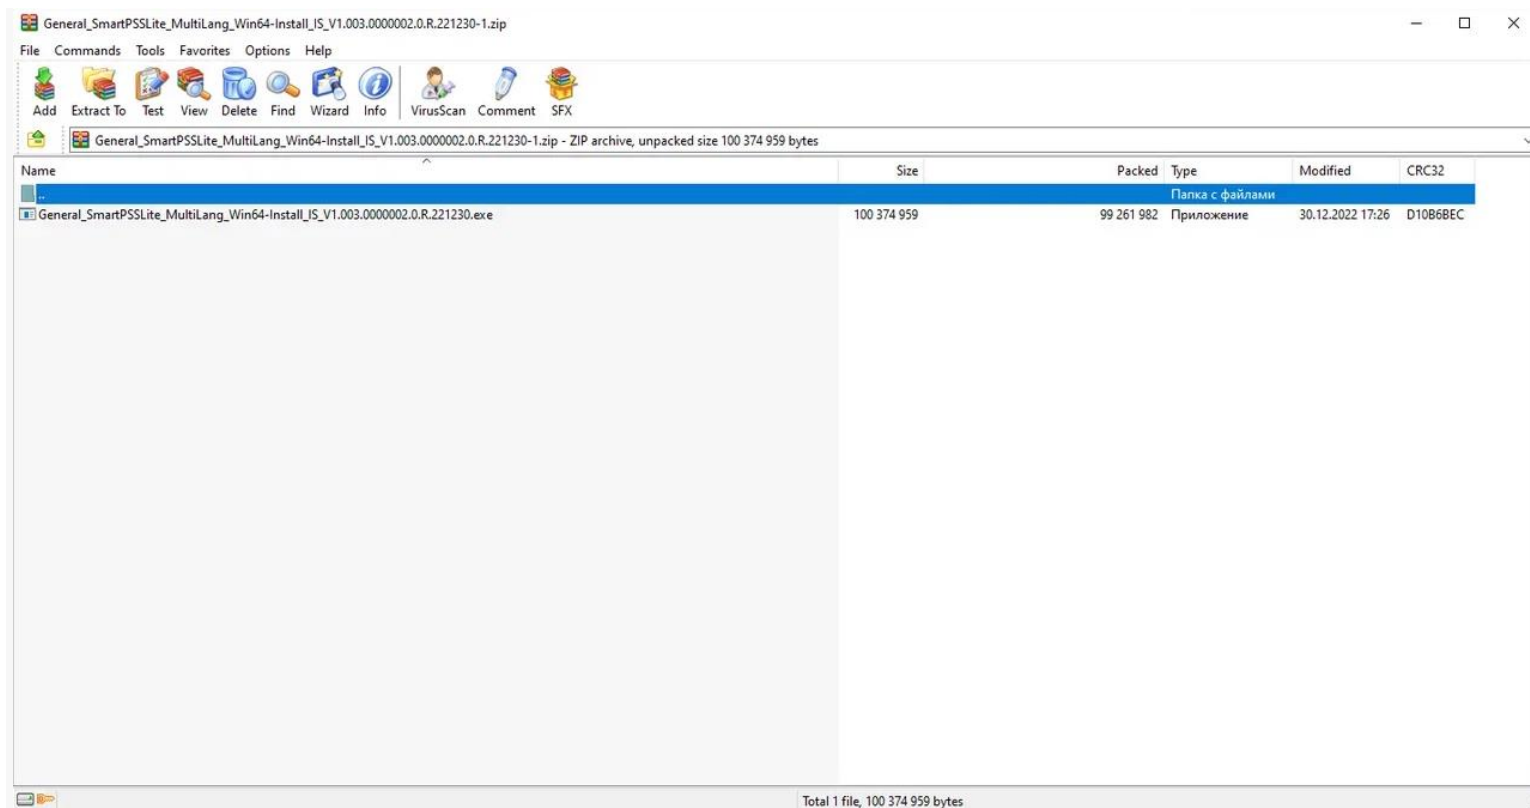 General_SmartPSSLite_MultiLang_Win64-Install_IS_V1.003.0000002.0.R.221230-1.zip
File Commands Tools Favorites Options Help
Add Extract To Test View Delete Find Wizard Info VirusScan Comment SFX
General_SmartPSSLite_MultiLang_Win64-Install_IS_V1.003.0000002.0.R.221230-1.zip - ZIP archive, unpacked size 100 374 959 bytes
Name Size Packed Type Modified CRC32
.. Папка с файлами
General_SmartPSSLite_MultiLang_Win64-Install_IS_V1.003.0000002.0.R.221230.exe 100 374 959 99 261 982 Приложение 30.12.2022 17:26 D10B6BEC
Total 1 file, 100 374 959 bytes